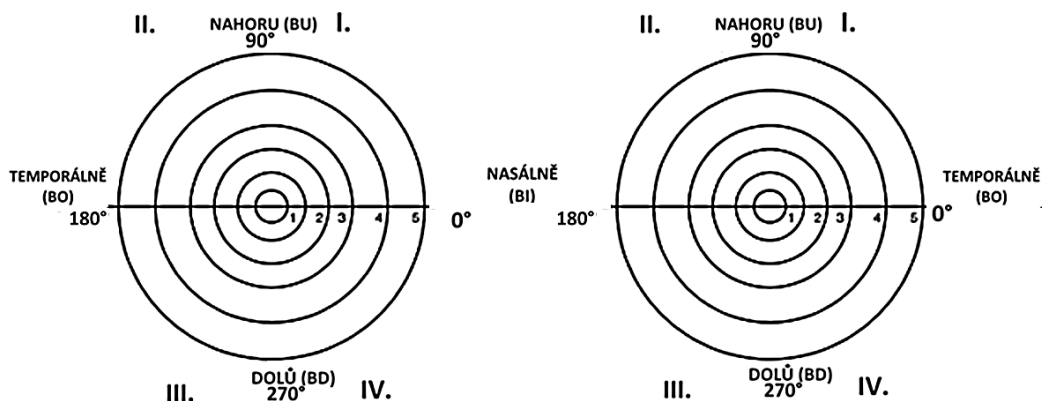 II.
NAHORU (BU)
I.
90°
TEMPORÁLNĚ
(BO)
180°
1 2 3 4 5
0°
III.
DOLŮ (BD)
270°
IV.
NASÁLNĚ
(BI)
II.
NAHORU (BU)
I.
90°
180°
1 2 3 4 5
0°
TEMPORÁLNĚ
(BO)
III.
DOLŮ (BD)
270°
IV.